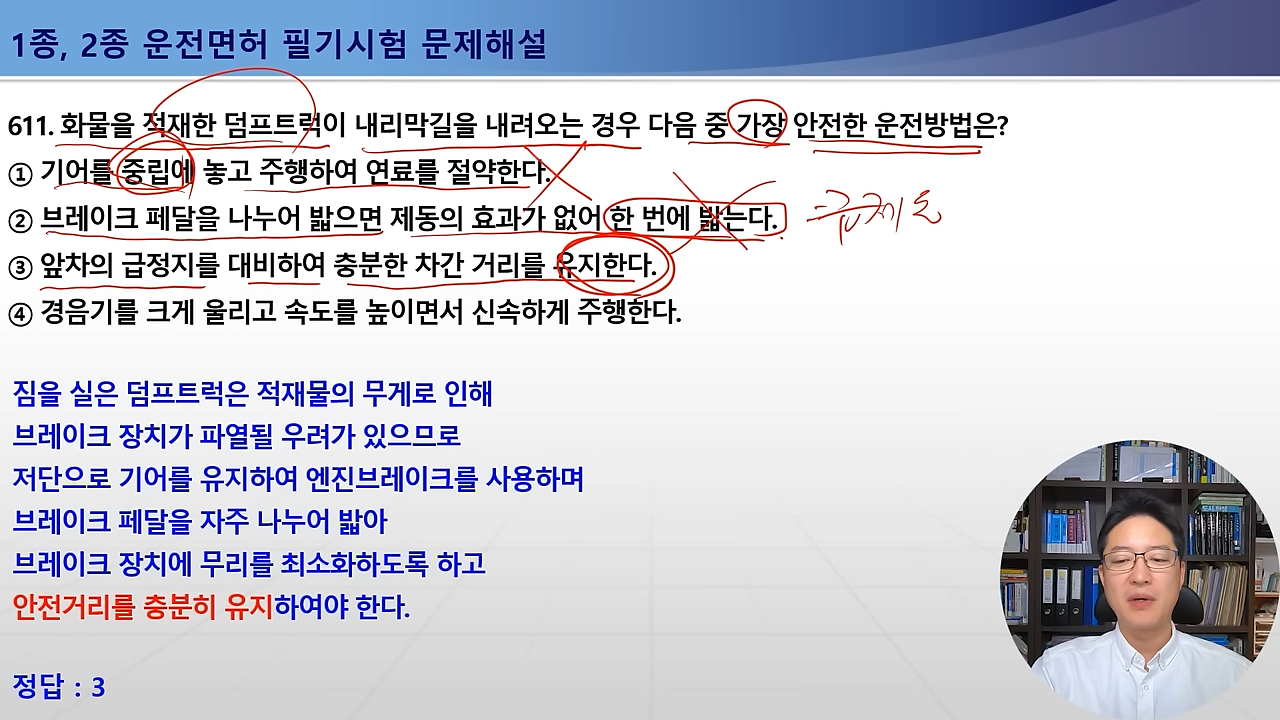 1종, 2종 운전면허 필기시험 문제해설
611. 화물을 적재한 덤프트럭이 내리막길을 내려오는 경우 다음 중 가장 안전한 운전방법은?
① 기어를 중립에 놓고 주행하여 연료를 절약한다.
② 브레이크 페달을 나누어 밟으면 제동의 효과가 없어 한 번에 밟는다.
③ 앞차의 급정지를 대비하여 충분한 차간 거리를 유지한다.
④ 경음기를 크게 울리고 속도를 높이면서 신속하게 주행한다.
짐을 실은 덤프트럭은 적재물의 무게로 인해
브레이크 장치가 파열될 우려가 있으므로
저단으로 기어를 유지하여 엔진브레이크를 사용하며
브레이크 페달을 자주 나누어 밟아
브레이크 장치에 무리를 최소화하도록 하고
안전거리를 충분히 유지하여야 한다.
정답 : 3